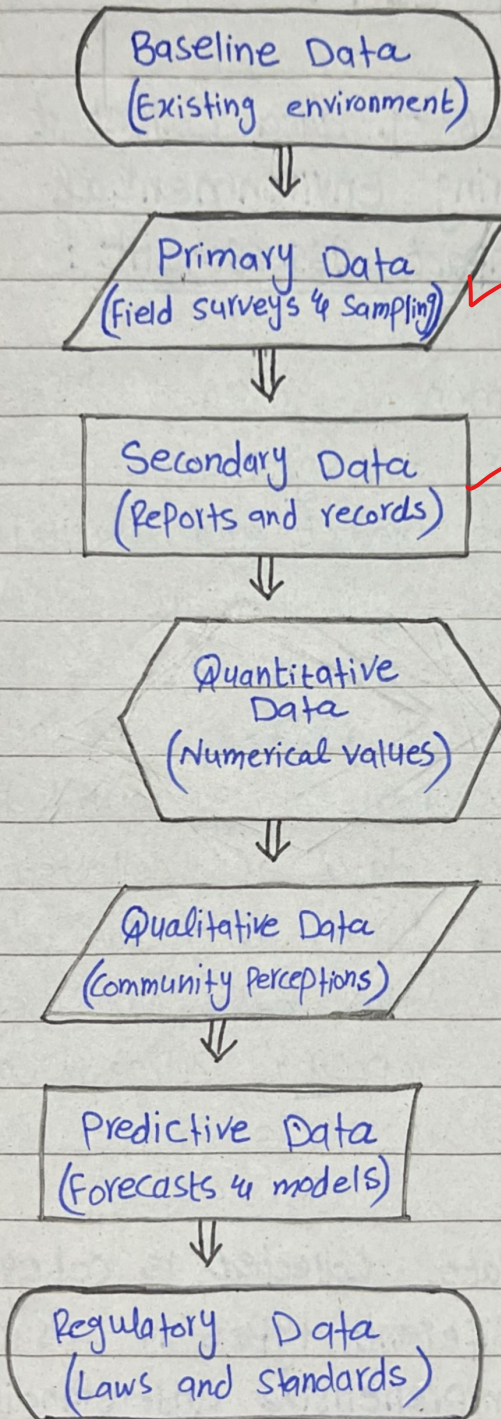 Baseline Data
(Existing environment)
Primary Data
(Field surveys & Sampling)
Secondary Data
(Reports and records)
Quantitative
Data
(Numerical values)
Qualitative Data
(Community Perceptions)
Predictive Data
(Forecasts & models)
Regulatory Data
(Laws and standards)